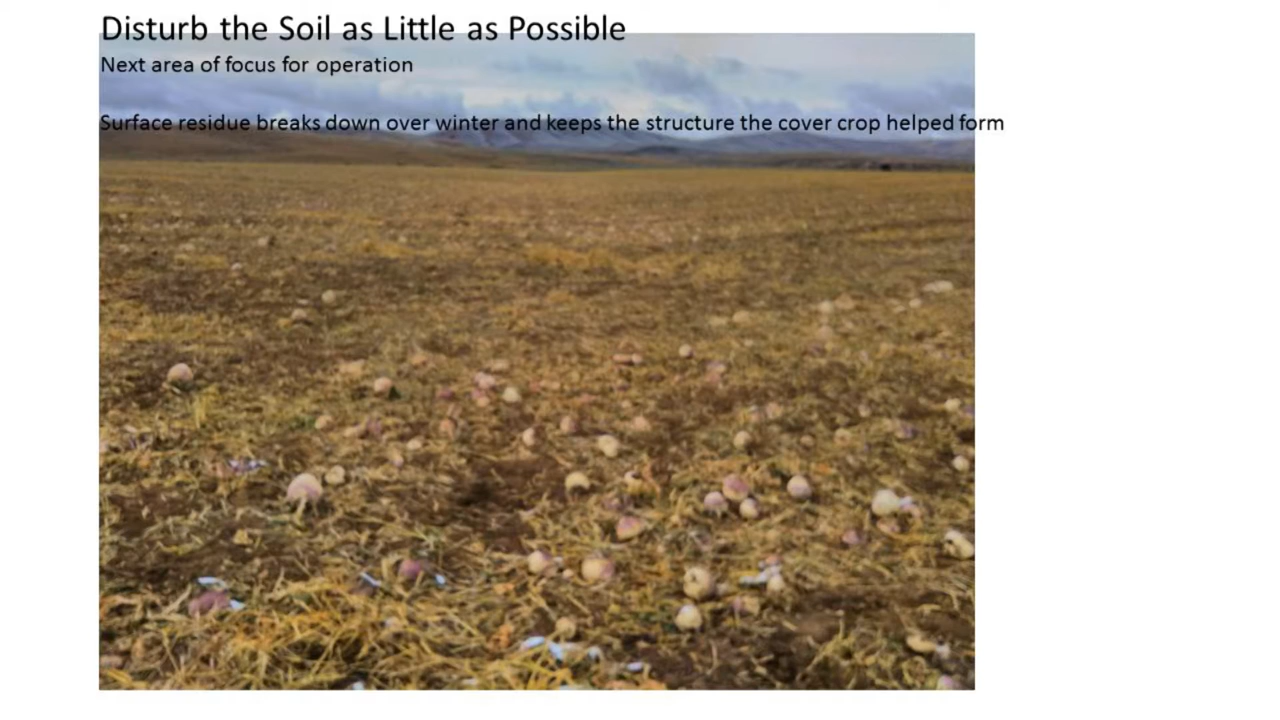 Disturb the Soil as Little as Possible
Next area of focus for operation
Surface residue breaks down over winter and keeps the structure the cover crop helped form